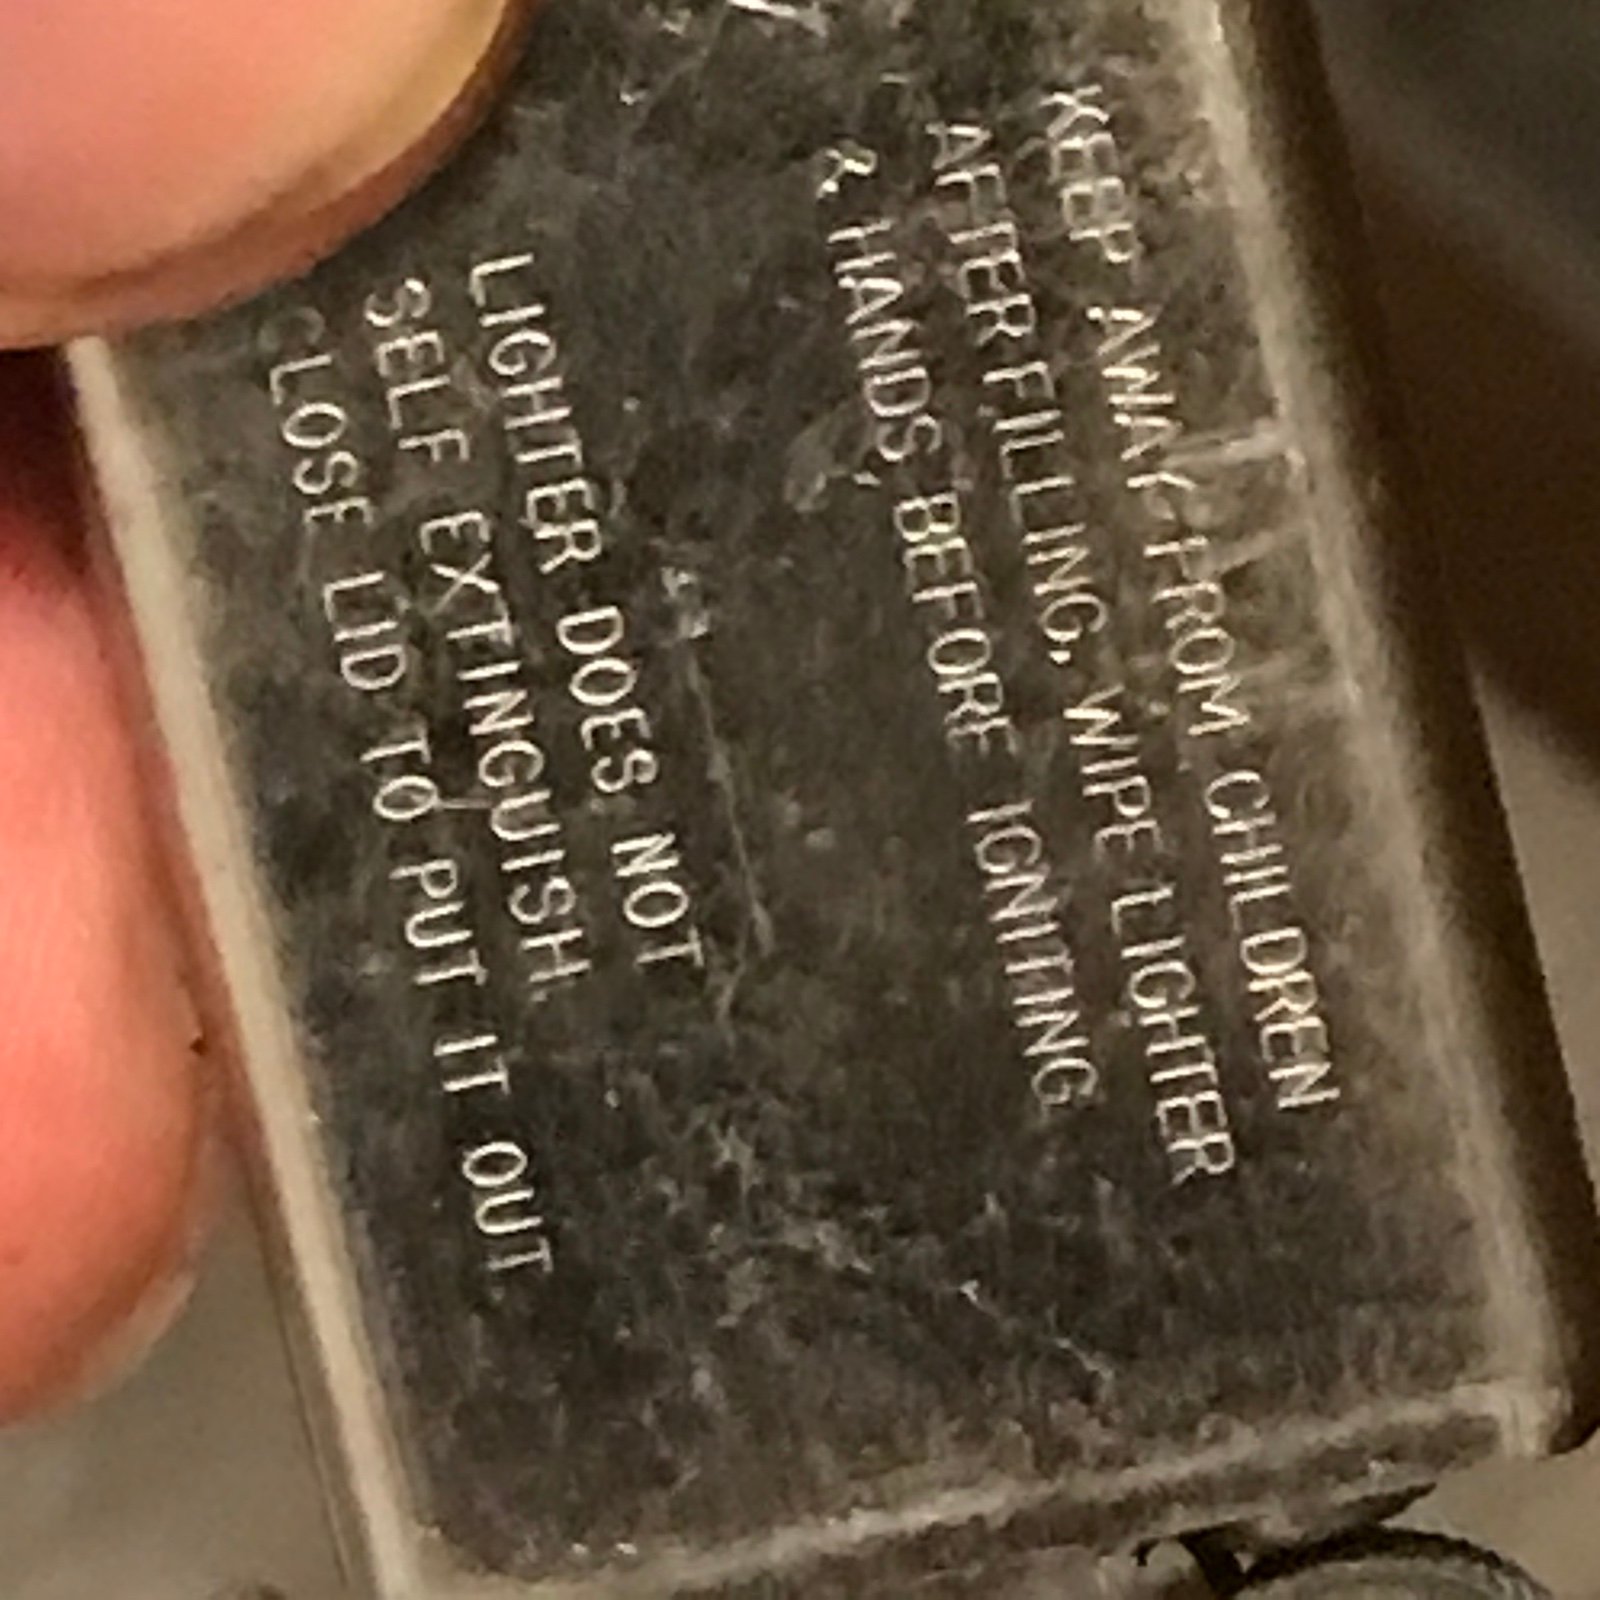 KEEP AWAY FROM CHILDREN
AFTER FILLING, WIPE LIGHTER
& HANDS, BEFORE IGNITING
LIGHTER DOES NOT
SELF EXTINGUISH.
CLOSE LID TO PUT IT OUT